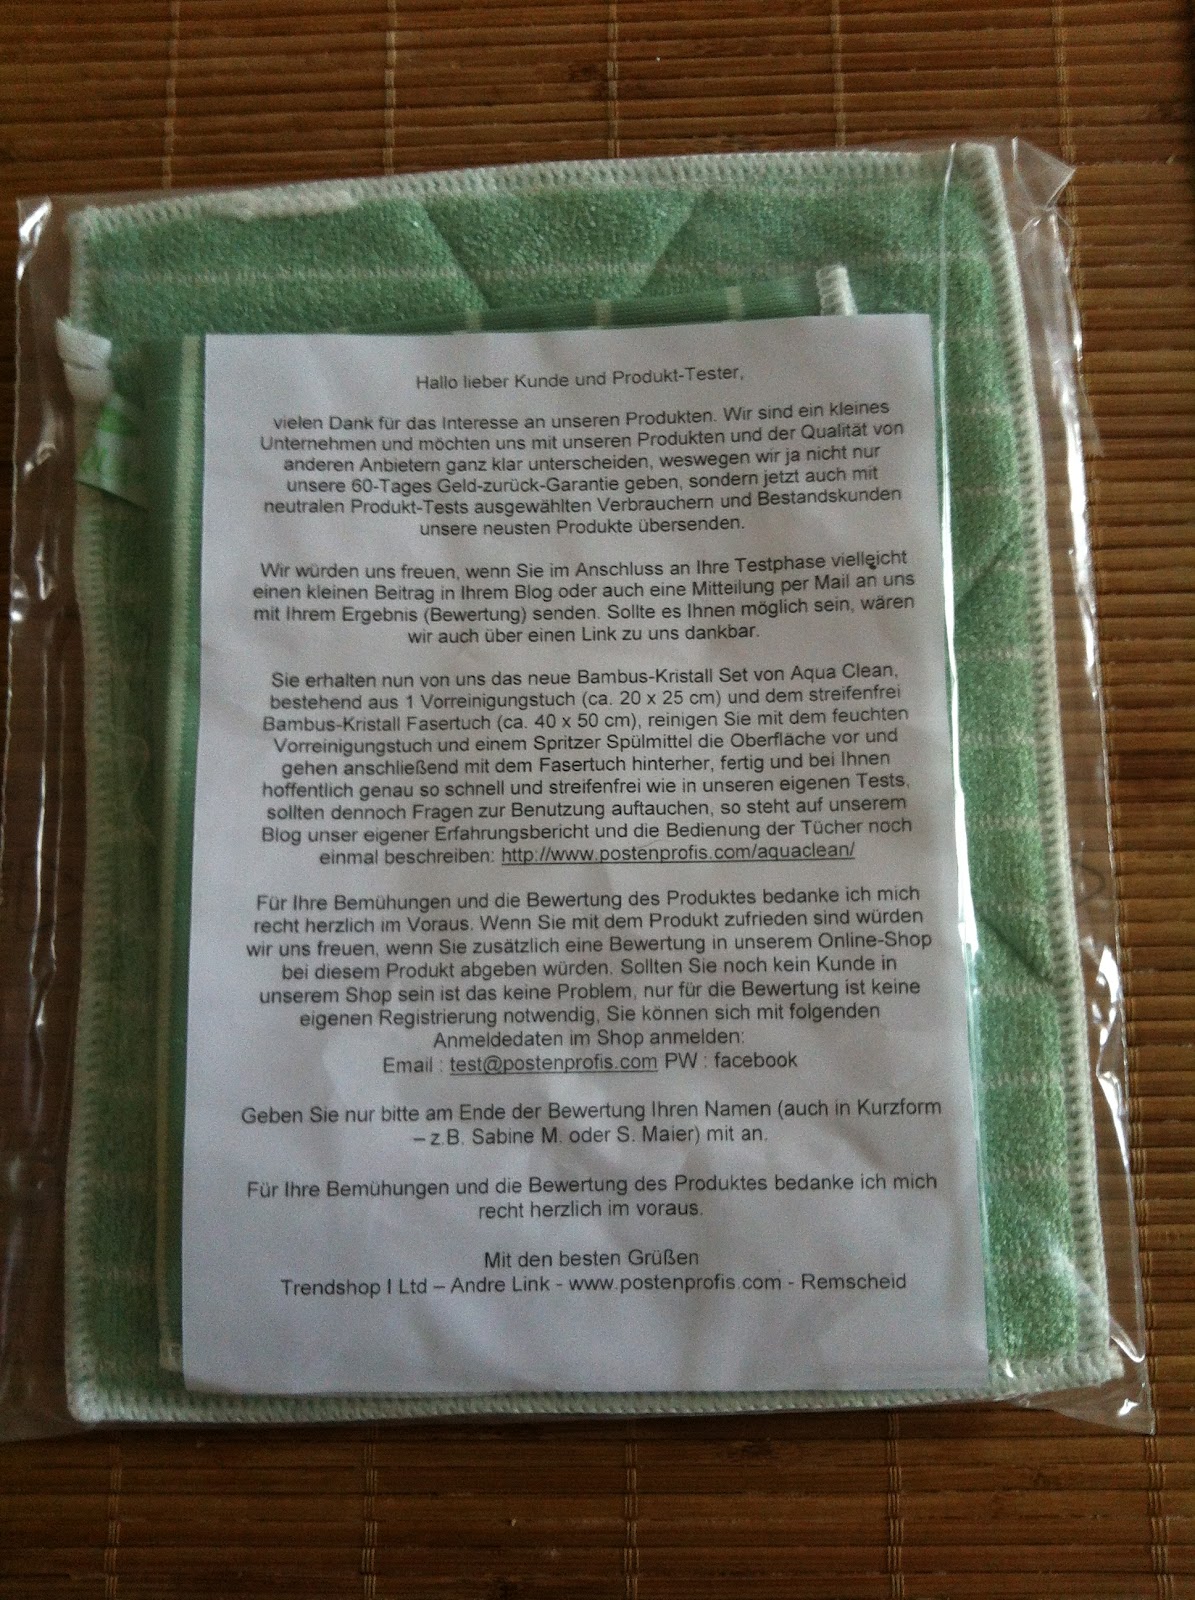 Hallo lieber Kunde und Produkt-Tester,
vielen Dank für das Interesse an unseren Produkten. Wir sind ein kleines
Unternehmen und möchten uns mit unseren Produkten und der Qualität von
anderen Anbietern ganz klar unterscheiden, weswegen wir ja nicht nur
unsere 60-Tages Geld-zurück-Garantie geben, sondern jetzt auch mit
neutralen Produkt-Tests ausgewählten Verbrauchern und Bestandskunden
unsere neusten Produkte übersenden.
Wir würden uns freuen, wenn Sie im Anschluss an Ihre Testphase vielleicht
einen kleinen Beitrag in Ihrem Blog oder auch eine Mitteilung per Mail an uns
mit Ihrem Ergebnis (Bewertung) senden. Sollte es Ihnen möglich sein, wären
wir auch über einen Link zu uns dankbar.
Sie erhalten nun von uns das neue Bambus-Kristall Set von Aqua Clean,
bestehend aus 1 Vorreinigungstuch (ca. 20 x 25 cm) und dem streifenfrei
Bambus-Kristall Fasertuch (ca. 40 x 50 cm), reinigen Sie mit dem feuchten
Vorreinigungstuch und einem Spritzer Spülmittel die Oberfläche vor und
gehen anschließend mit dem Fasertuch hinterher, fertig und bei Ihnen
hoffentlich genau so schnell und streifenfrei wie in unseren eigenen Tests,
sollten dennoch Fragen zur Benutzung auftauchen, so steht auf unserem
Blog unser eigener Erfahrungsbericht und die Bedienung der Tücher noch
einmal beschreiben: http://www.postenprofis.com/aquaclean/
Für Ihre Bemühungen und die Bewertung des Produktes bedanke ich mich
recht herzlich im Voraus. Wenn Sie mit dem Produkt zufrieden sind würden
wir uns freuen, wenn Sie zusätzlich eine Bewertung in unserem Online-Shop
bei diesem Produkt abgeben würden. Sollten Sie noch kein Kunde in
unserem Shop sein ist das keine Problem, nur für die Bewertung ist keine
eigenen Registrierung notwendig, Sie können sich mit folgenden
Anmeldedaten im Shop anmelden:
Email : test@postenprofis.com PW : facebook
Geben Sie nur bitte am Ende der Bewertung Ihren Namen (auch in Kurzform
– z.B. Sabine M. oder S. Maier) mit an.
Für Ihre Bemühungen und die Bewertung des Produktes bedanke ich mich
recht herzlich im voraus.
Mit den besten Grüßen
Trendshop I Ltd – Andre Link - www.postenprofis.com - Remscheid